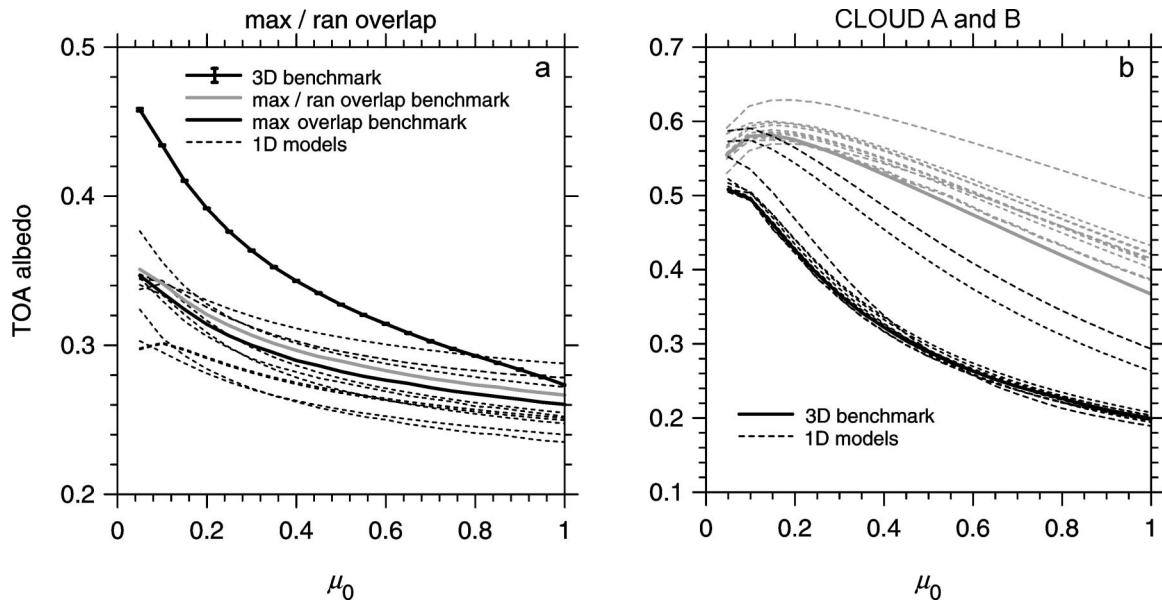 max / ran overlap
a
3D benchmark
max / ran overlap benchmark
max overlap benchmark
1D models
TOA albedo
0.5
0.4
0.3
0.2
0
0.2
0.4
0.6
0.8
1
μ0
CLOUD A and B
b
3D benchmark
1D models
0.7
0.6
0.5
0.4
0.3
0.2
0.1
0
0.2
0.4
0.6
0.8
1
μ0